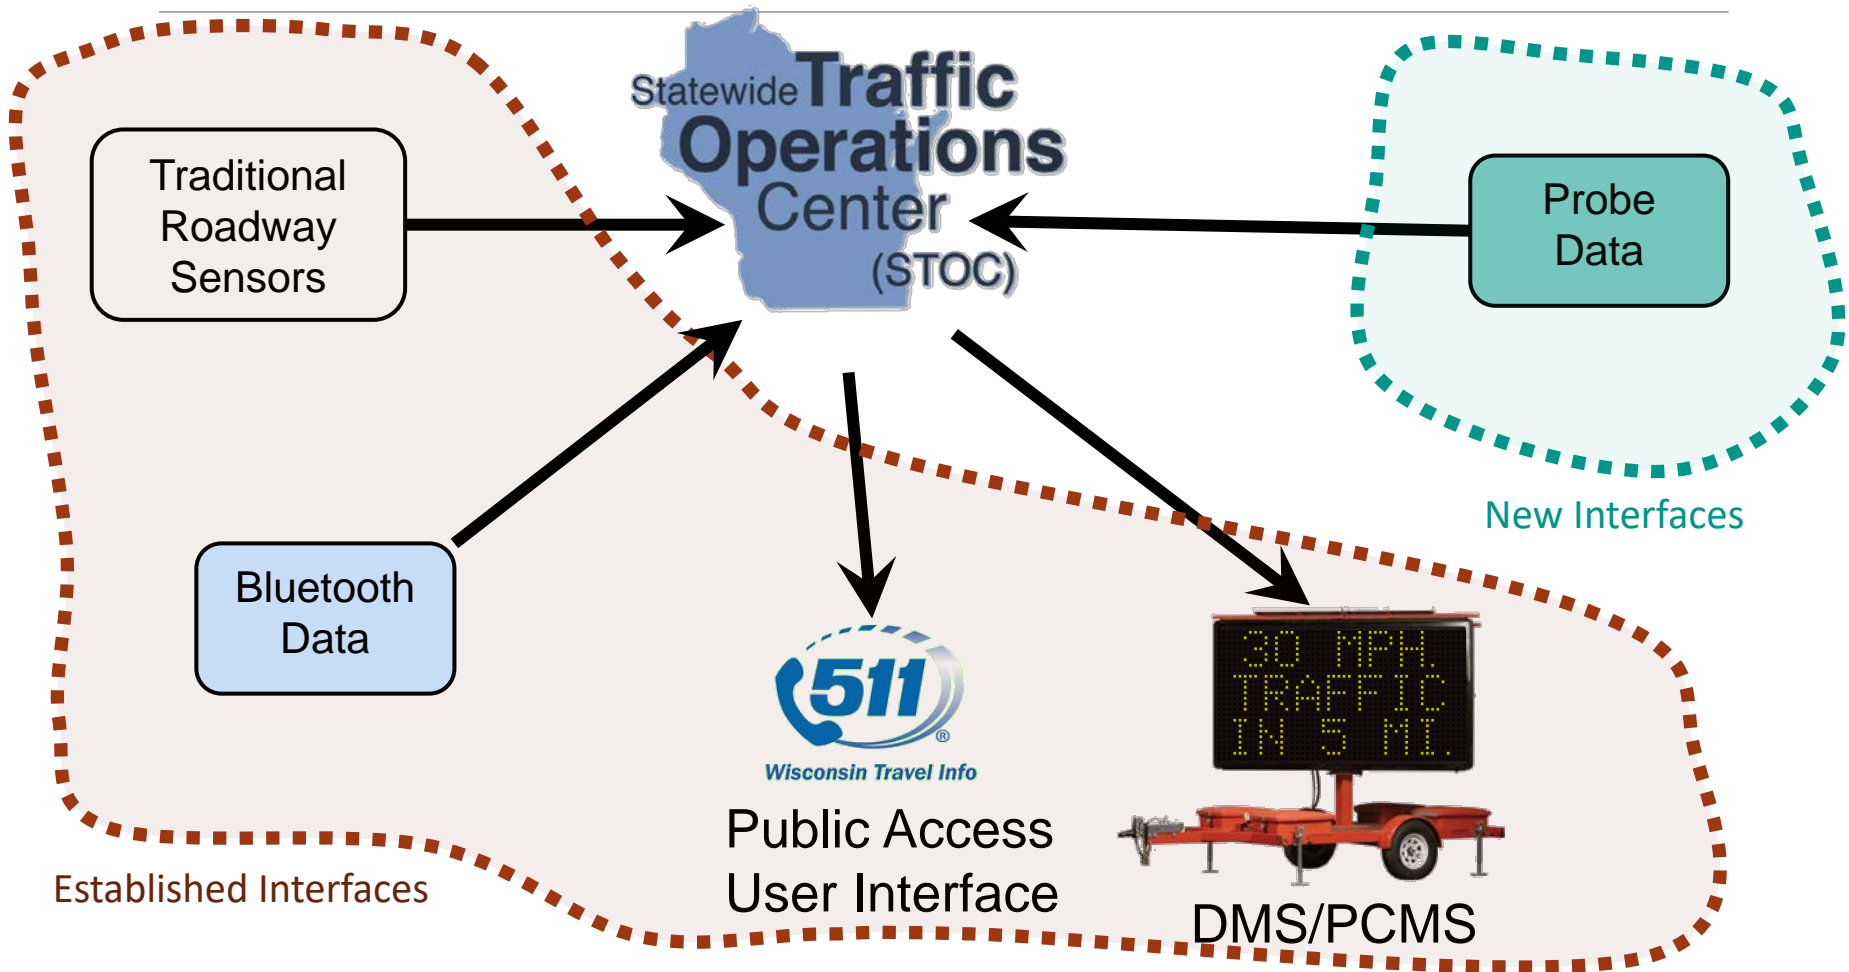 Statewide Traffic
Operations
Center
(STOC)
Traditional
Roadway
Sensors
Probe
Data
New Interfaces
Bluetooth
Data
511
®
Wisconsin Travel Info
Public Access
User Interface
30 MPH.
TRAFFIC
IN 5 MI.
DMS/PCMS
Established Interfaces